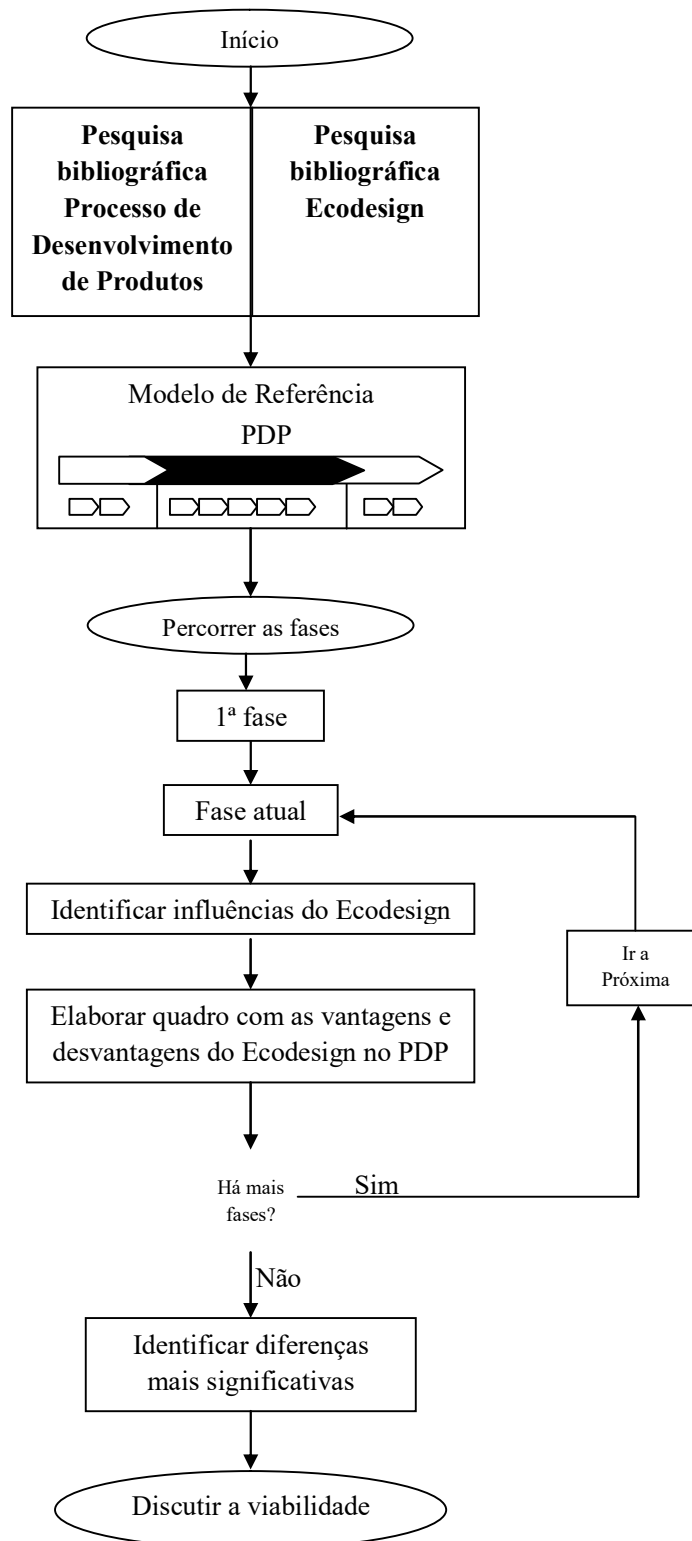 Início
Pesquisa
bibliográfica
Processo de
Desenvolvimento
de Produtos
Pesquisa
bibliográfica
Ecodesign
Modelo de Referência
PDP
Percorrer as fases
1ª fase
Fase atual
Identificar influências do Ecodesign
Ir a
Próxima
Elaborar quadro com as vantagens e
desvantagens do Ecodesign no PDP
Há mais
fases?
Sim
Não
Identificar diferenças
mais significativas
Discutir a viabilidade